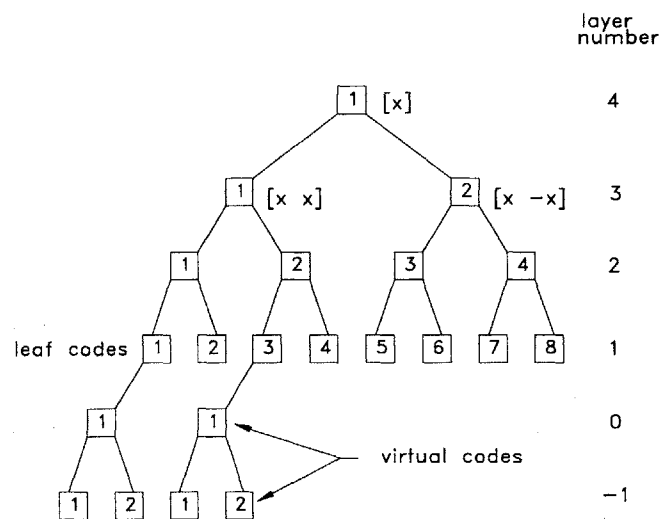 layer
number
1 [x] 4
1 [x x] 2 [x -x] 3
1 2 3 4 2
leaf codes 1 2 3 4 5 6 7 8 1
1 1 0
virtual codes
1 2 1 2 -1